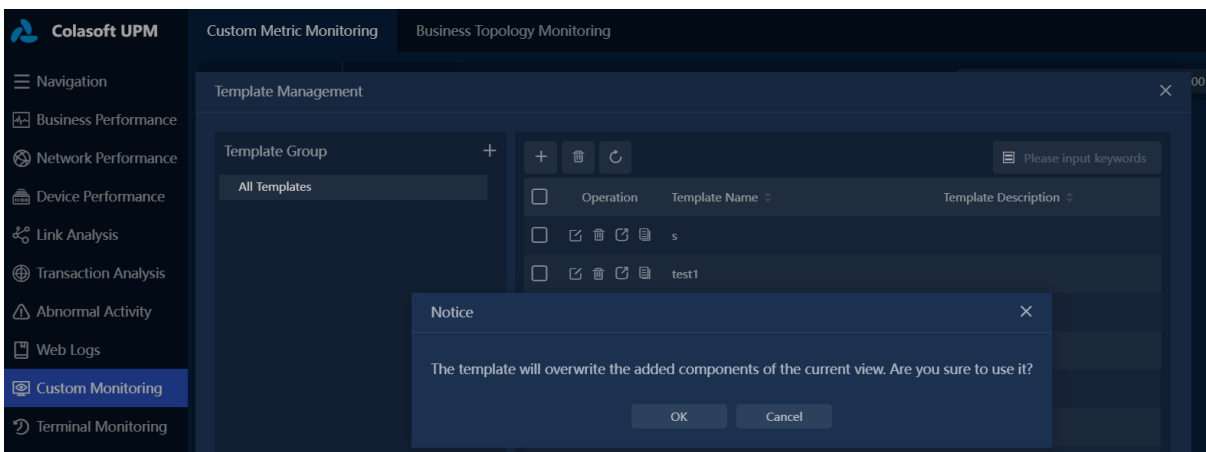 Colasoft UPM
Custom Metric Monitoring
Business Topology Monitoring
Navigation
Business Performance
Network Performance
Device Performance
Link Analysis
Transaction Analysis
Abnormal Activity
Web Logs
Custom Monitoring
Terminal Monitoring
00
Template Management
Template Group
All Templates
Please input keywords
Operation
Template Name
Template Description
s
test1
Notice
The template will overwrite the added components of the current view. Are you sure to use it?
OK
Cancel